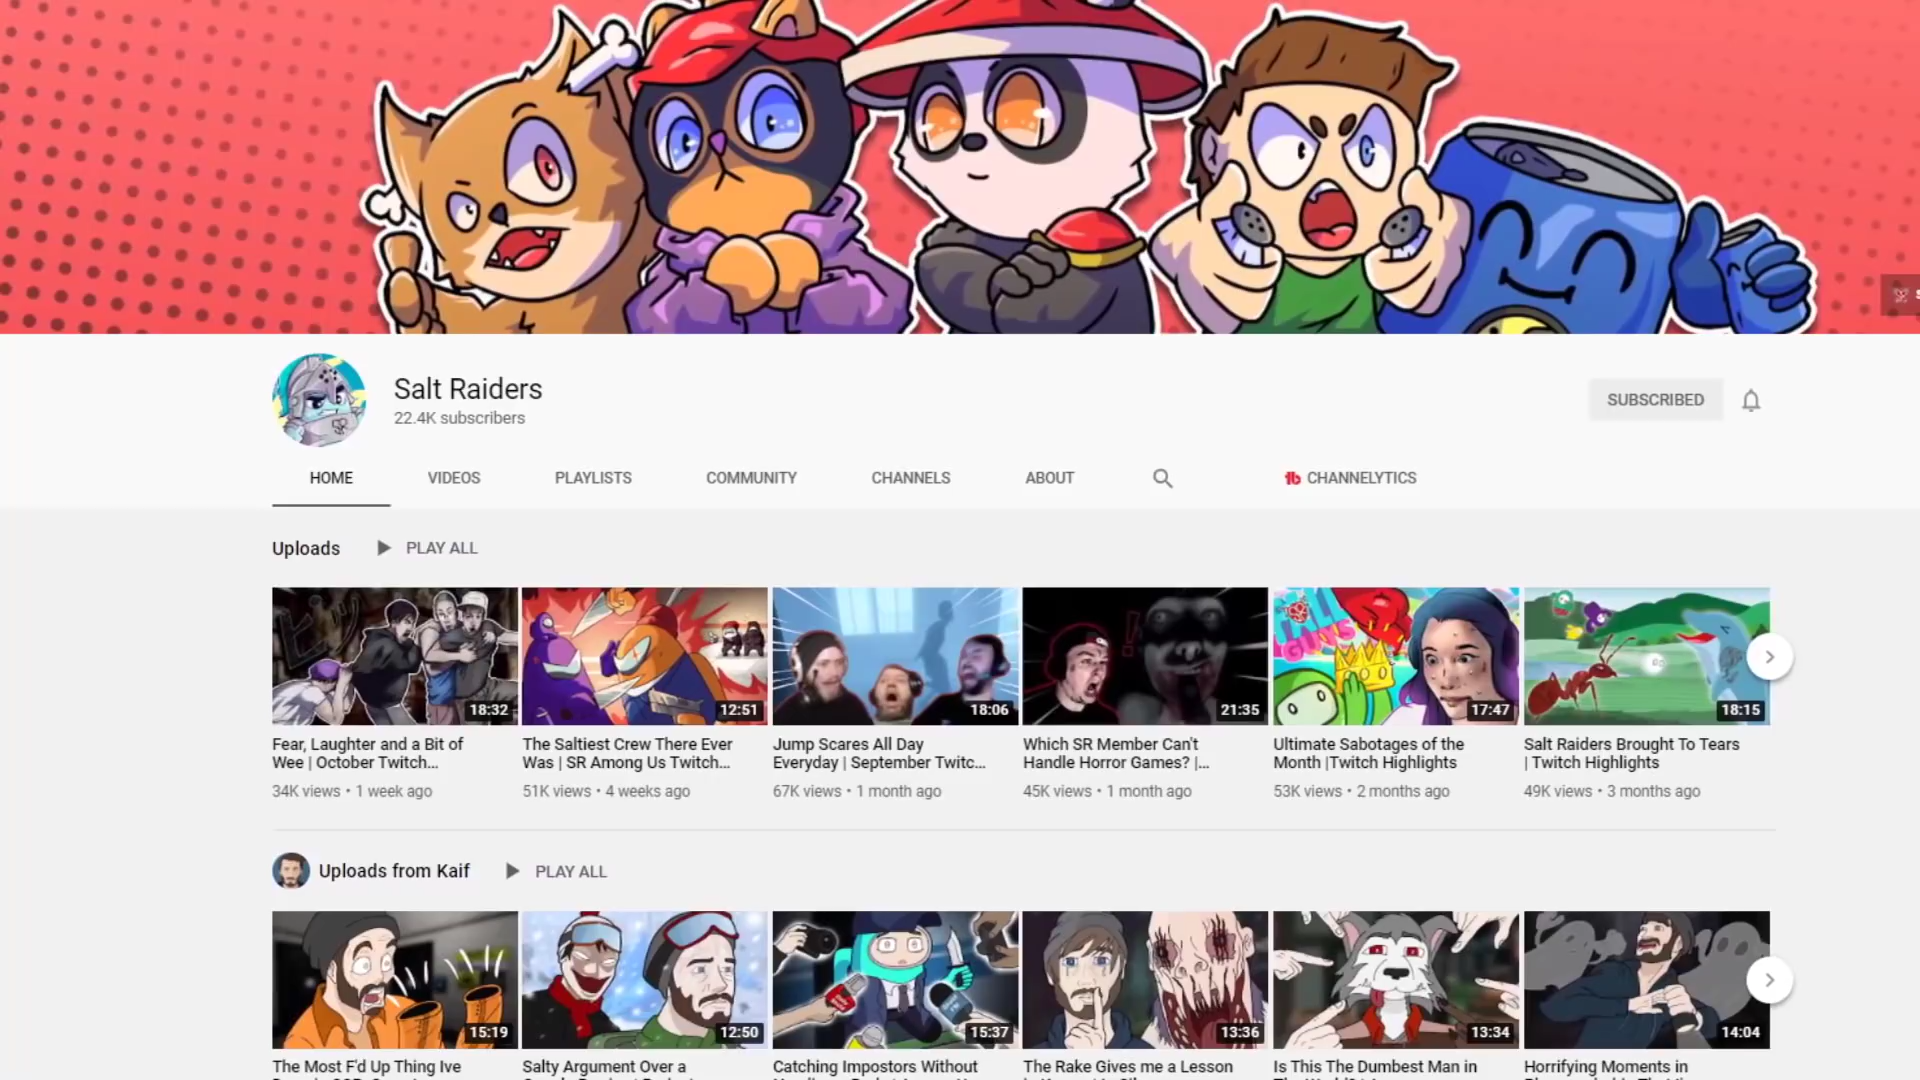 Salt Raiders
22.4K subscribers
SUBSCRIBED
HOME
VIDEOS
PLAYLISTS
COMMUNITY
CHANNELS
ABOUT
CHANNELYTICS
Uploads
PLAY ALL
18:32
12:51
18:06
21:35
17:47
18:15
Fear, Laughter and a Bit of
Wee | October Twitch...
34K views • 1 week ago
The Saltiest Crew There Ever
Was | SR Among Us Twitch...
51K views • 4 weeks ago
Jump Scares All Day
Everyday | September Twitc...
67K views • 1 month ago
Which SR Member Can't
Handle Horror Games? |...
45K views • 1 month ago
Ultimate Sabotages of the
Month |Twitch Highlights
53K views • 2 months ago
Salt Raiders Brought To Tears
| Twitch Highlights
49K views • 3 months ago
Uploads from Kaif
PLAY ALL
15:19
12:50
15:37
13:36
13:34
14:04
The Most F'd Up Thing Ive
Salty Argument Over a
Catching Impostors Without
The Rake Gives me a Lesson
Is This The Dumbest Man in
Horrifying Moments in